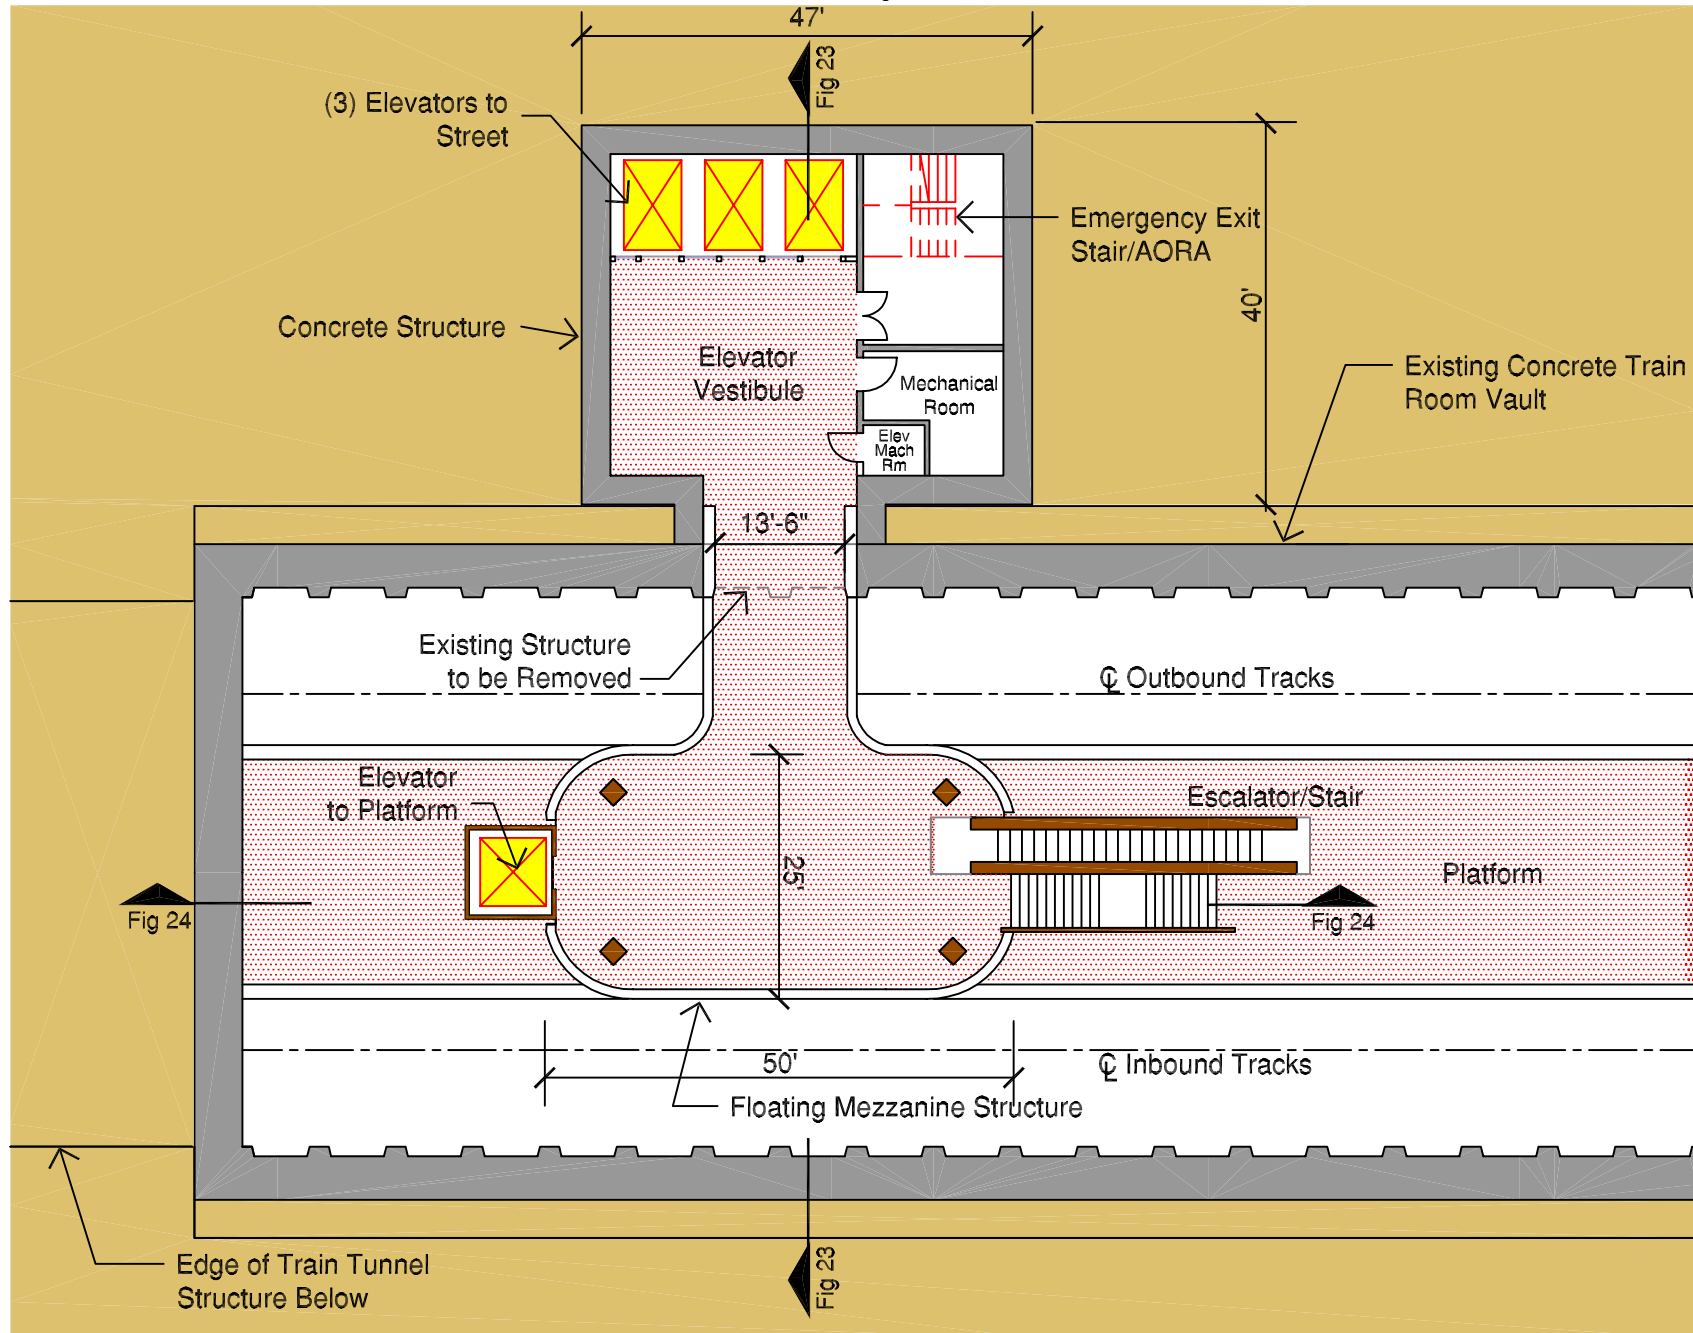 47'
Fig 23
(3) Elevators to
Street
Emergency Exit
Stair/AORA
40'
Concrete Structure
Elevator
Vestibule
Mechanical
Room
Existing Concrete Train
Room Vault
Elev
Mach
Rm
13'-6"
Existing Structure
to be Removed
℄ Outbound Tracks
Elevator
to Platform
Escalator/Stair
25'
Platform
Fig 24
Fig 24
50'
℄ Inbound Tracks
Floating Mezzanine Structure
Edge of Train Tunnel
Structure Below
Fig 23